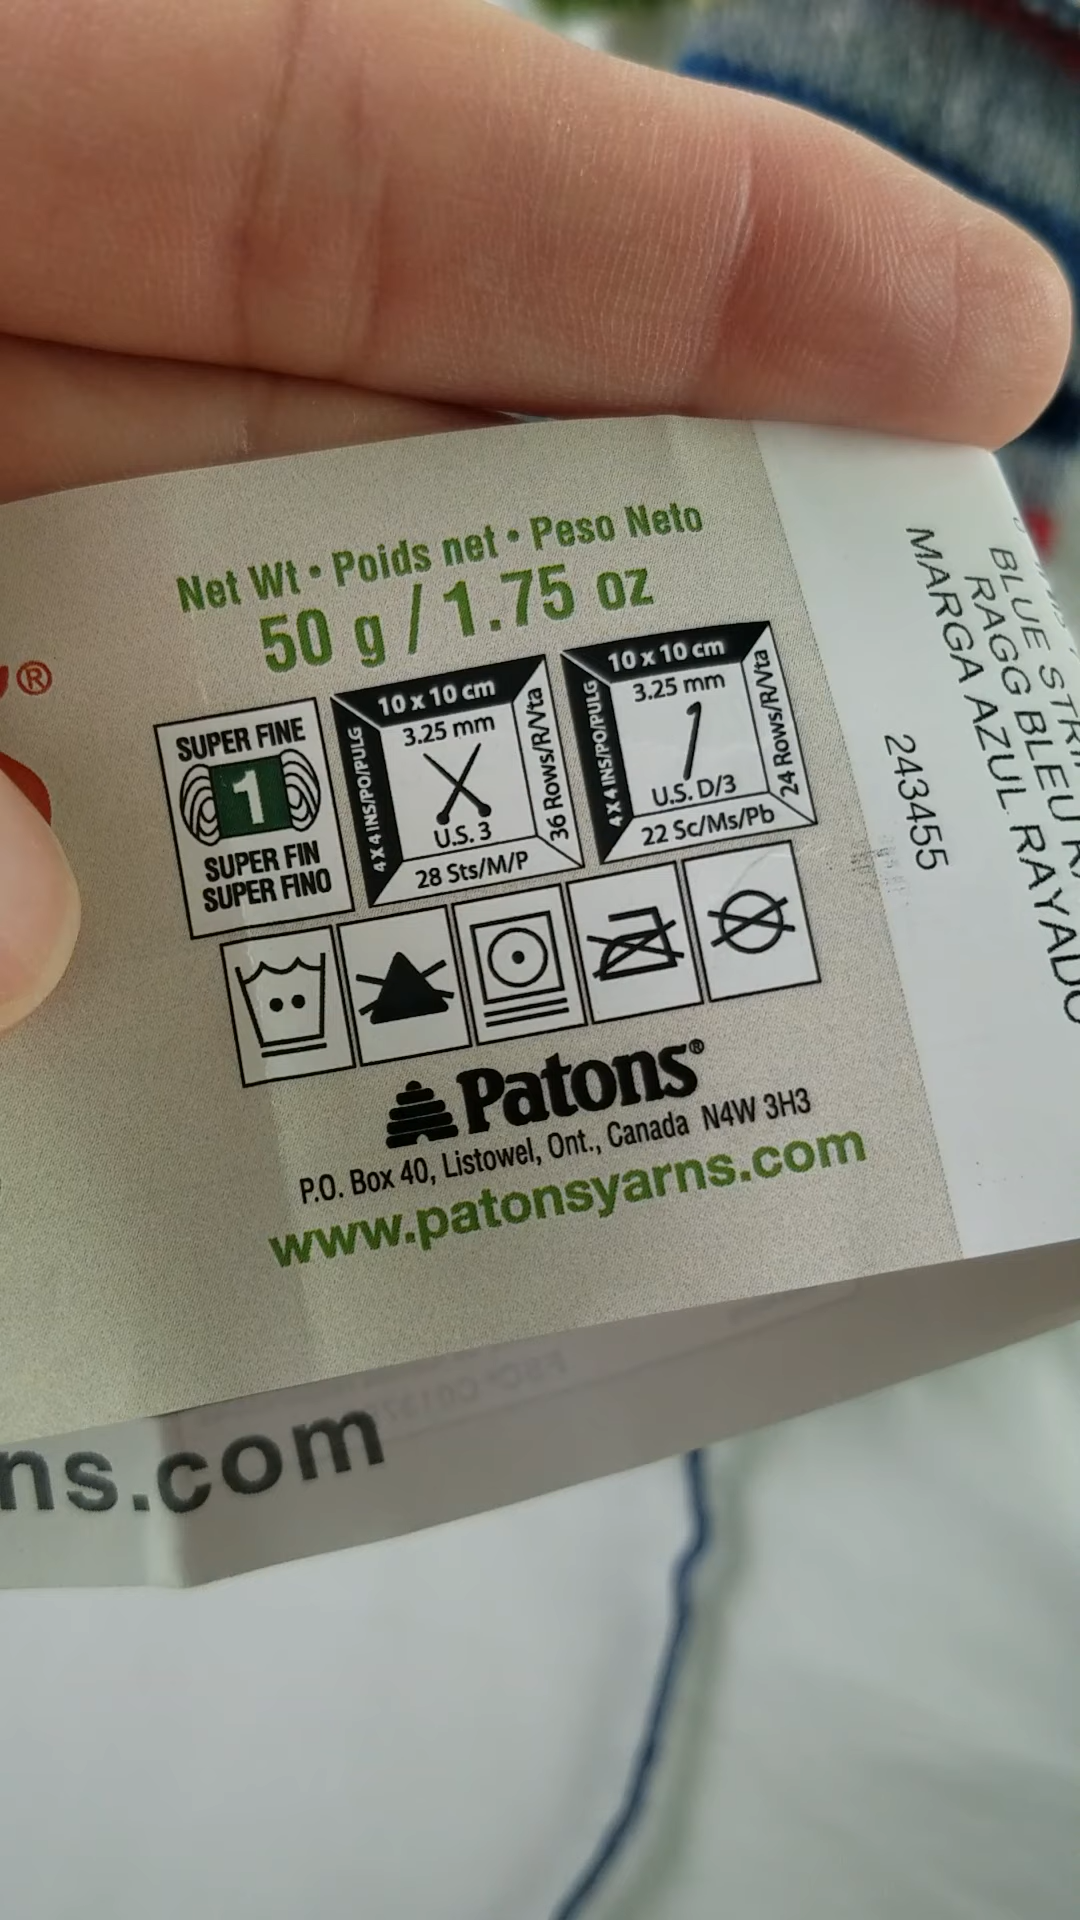 ®
Net Wt • Poids net • Peso Neto
50 g / 1.75 oz
SUPER FINE
1
SUPER FIN
SUPER FINO
10 x 10 cm
4 X 4 INS/PO/PULG
3.25 mm
U.S. 3
36 Rows/R/Vta
28 Sts/M/P
10 x 10 cm
4 X 4 INS/PO/PULG
3.25 mm
U.S. D/3
24 Rows/R/Vta
22 Sc/Ms/Pb
Patons®
P.O. Box 40, Listowel, Ont., Canada N4W 3H3
www.patonsyarns.com
BLUE
RAGG BLEU
MARGA AZUL RAYADO
243455
ns.com